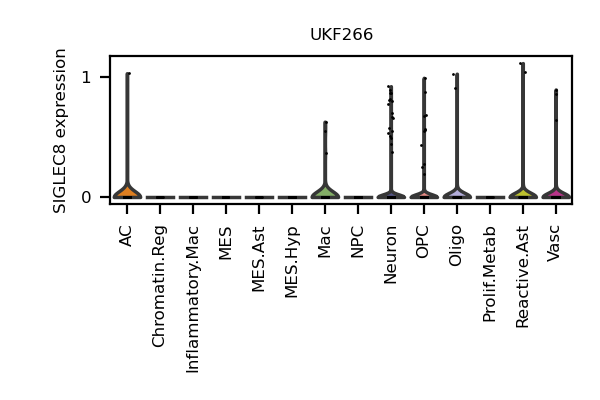 UKF266
SIGLEC8 expression
1
0
AC
Chromatin.Reg
Inflammatory.Mac
MES
MES.Ast
MES.Hyp
Mac
NPC
Neuron
OPC
Oligo
Prolif.Metab
Reactive.Ast
Vasc